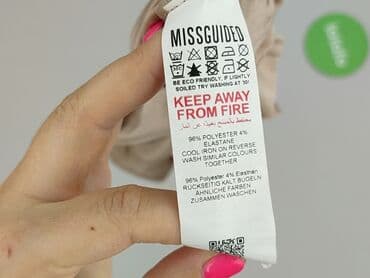 MISSGUIDED
BE ECO FRIENDLY, IF LIGHTLY
SOILED TRY WASHING AT 30°
KEEP AWAY
FROM FIRE
96% POLYESTER 4%
ELASTANE
COOL IRON ON REVERSE
WASH SIMILAR COLOURS
TOGETHER
96% Polyester 4% Elasthan
RÜCKSEITIG KALT BÜGELN
ÄHNLICHE FARBEN
ZUSAMMEN WASCHEN